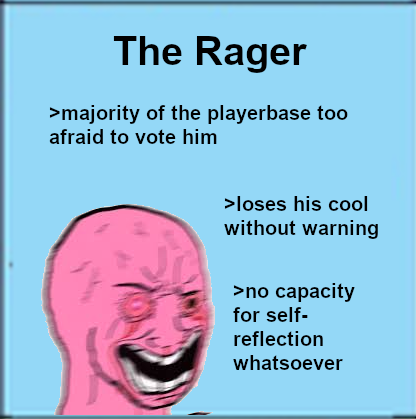 The Rager
>majority of the playerbase too
afraid to vote him
>loses his cool
without warning
>no capacity
for self-
reflection
whatsoever